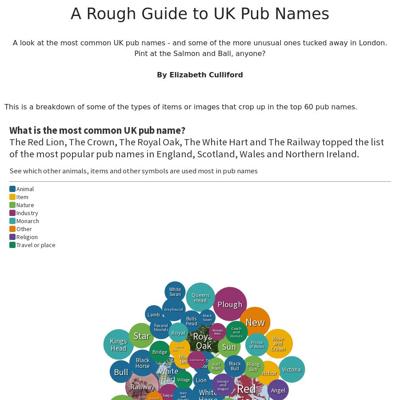 A Rough Guide to UK Pub Names
A look at the most common UK pub names - and some of the more unusual ones tucked away in London.
Pint at the Salmon and Ball, anyone?
By Elizabeth Culliford
This is a breakdown of some of the types of items or images that crop up in the top 60 pub names.
What is the most common UK pub name?
The Red Lion, The Crown, The Royal Oak, The White Hart and The Railway topped the list
of the most popular pub names in England, Scotland, Wales and Northern Ireland.
See which other animals, items and other symbols are used most in pub names
Animal
Item
Nature
Industry
Monarch
Other
Religion
Travel or place
White
Swan
Queens
Head
Plough
Lamb
New
Star
Royal
Royal
Oak
Kings
Head
Bridge
Sun
Rose
and
Crown
Black
Horse
Black
Bull
Bull
White
Hart
Victoria
Railway
Village
Lion
White
Horse
Red
Angel